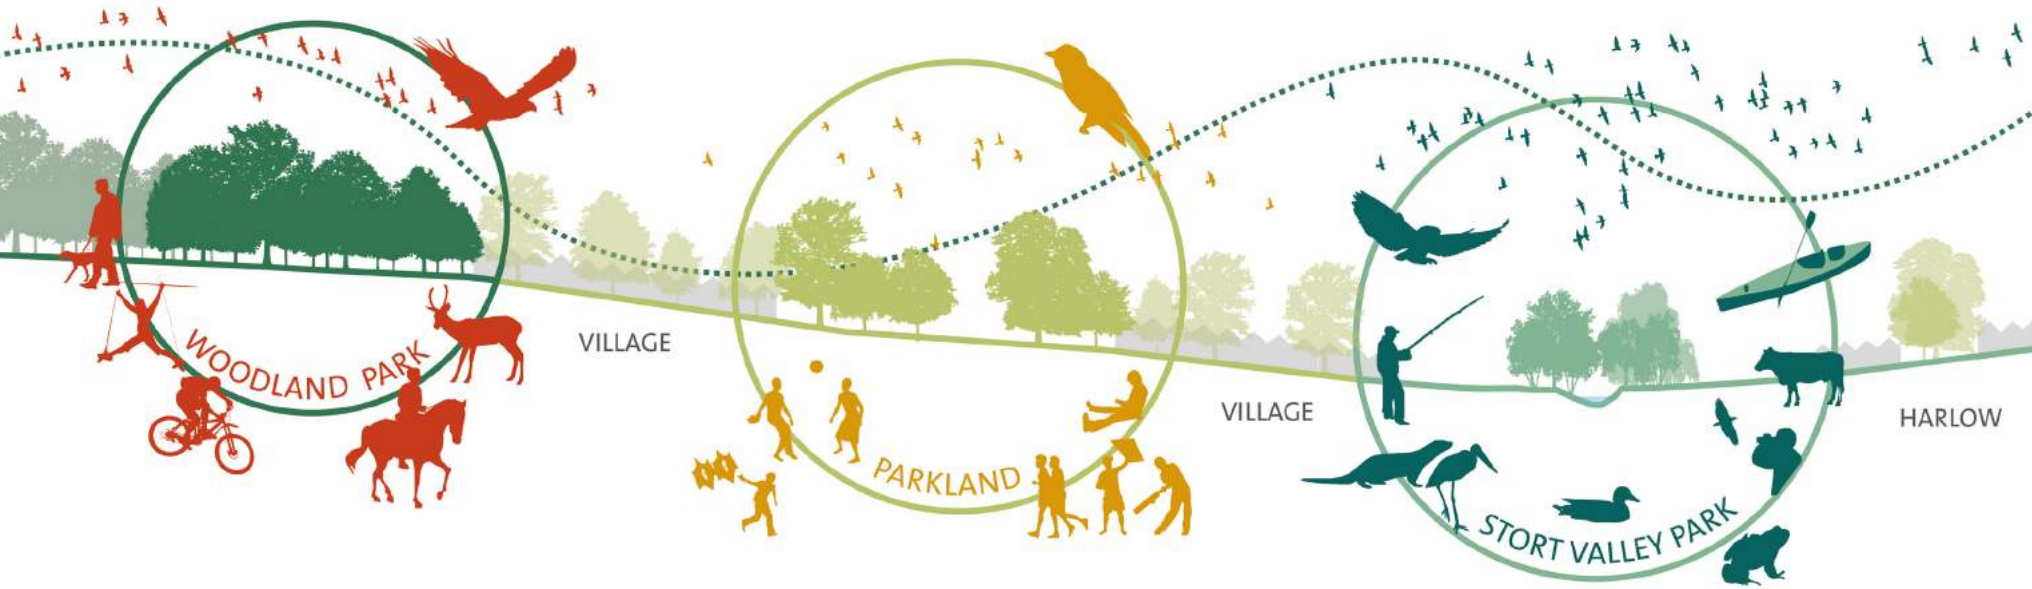 WOODLAND PARK
VILLAGE
PARKLAND
VILLAGE
STORT VALLEY PARK
HARLOW